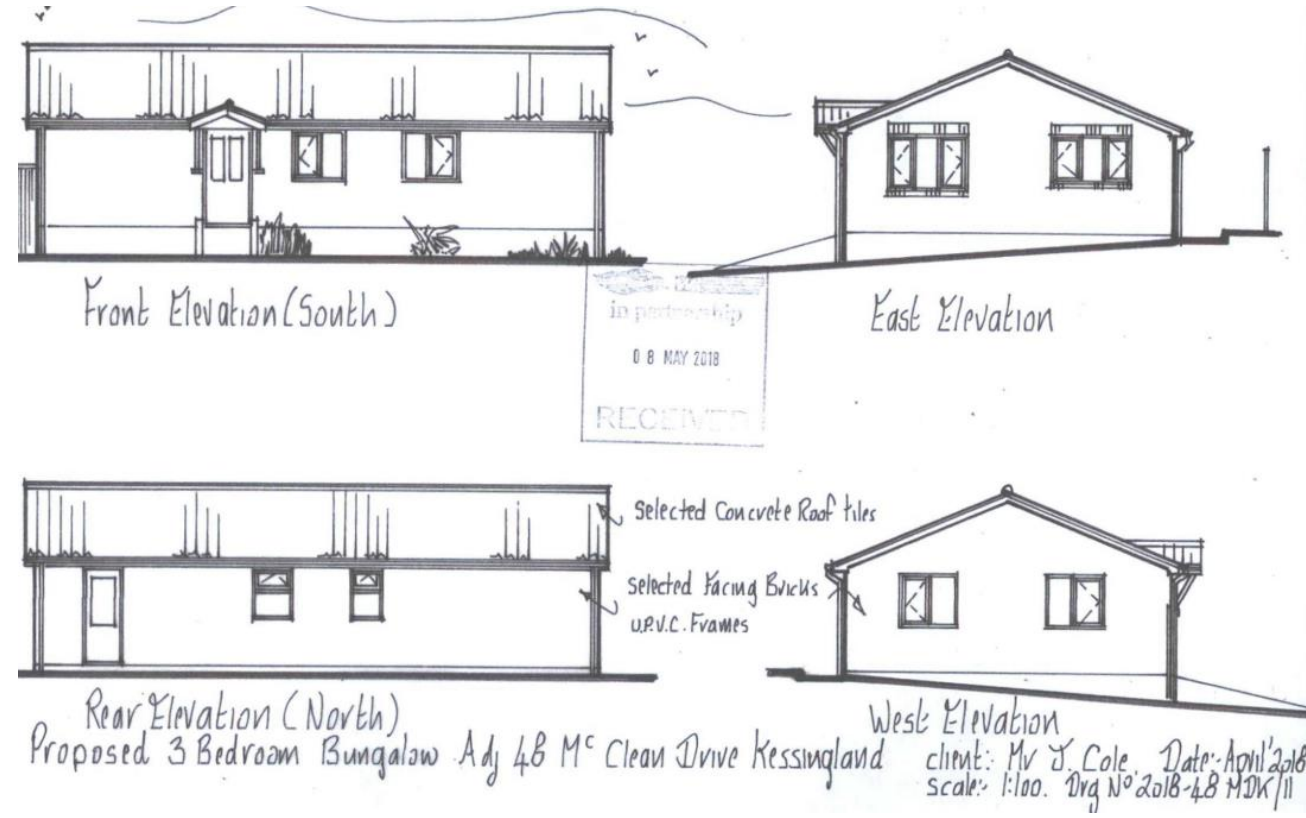 Front Elevation (South)
East Elevation
in partnership
08 MAY 2018
RECEIVED
Selected Concrete Roof tiles
Selected Facing Bricks
U.P.V.C. Frames
Rear Elevation (North)
West Elevation
Proposed 3 Bedroom Bungalow Adj 48 Mc Clean Drive Kessingland
client: Mr J. Cole. Date:- April '2018
Scale:- 1:100. Drg No 2018-48 MDK/11